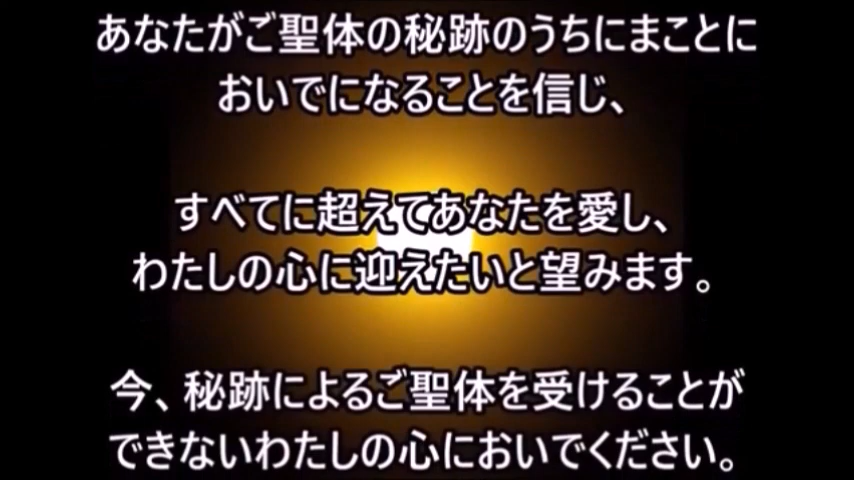 あなたがご聖体の秘跡のうちにまことに
おいでになることを信じ、
すべてに超えてあなたを愛し、
わたしの心に迎えたいと望みます。
今、秘跡によるご聖体を受けることが
できないわたしの心においでください。